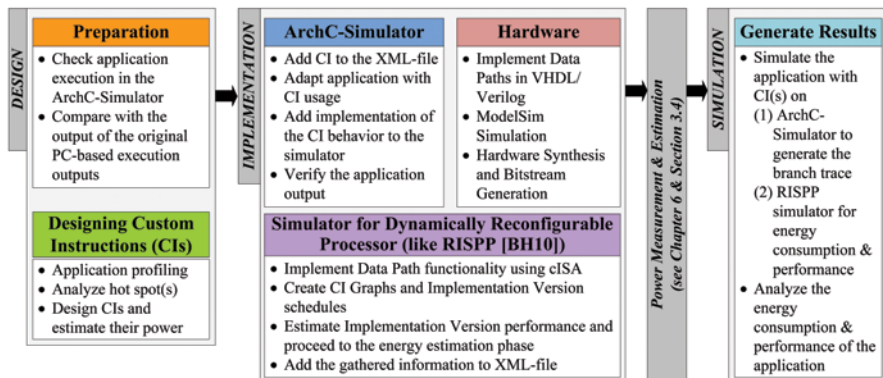 DESIGN
Preparation
• Check application
execution in the
ArchC-Simulator
• Compare with the
output of the original
PC-based execution
outputs
Designing Custom
Instructions (CIs)
• Application profiling
• Analyze hot spot(s)
• Design CIs and
estimate their power
IMPLEMENTATION
ArchC-Simulator
• Add CI to the XML-file
• Adapt application with
CI usage
• Add implementation of
the CI behavior to the
simulator
• Verify the application
output
Hardware
• Implement Data
Paths in VHDL/
Verilog
• ModelSim
Simulation
• Hardware Synthesis
and Bitstream
Generation
Simulator for Dynamically Reconfigurable
Processor (like RISPP [BH10])
• Implement Data Path functionality using cISA
• Create CI Graphs and Implementation Version
schedules
• Estimate Implementation Version performance and
proceed to the energy estimation phase
• Add the gathered information to XML-file
Power Measurement & Estimation
(see Chapter 6 & Section 3.4)
SIMULATION
Generate Results
• Simulate the
application with
CI(s) on
(1) ArchC-
Simulator to
generate the
branch trace
(2) RISPP
simulator for
energy
consumption &
performance
• Analyze the
energy
consumption &
performance of the
application